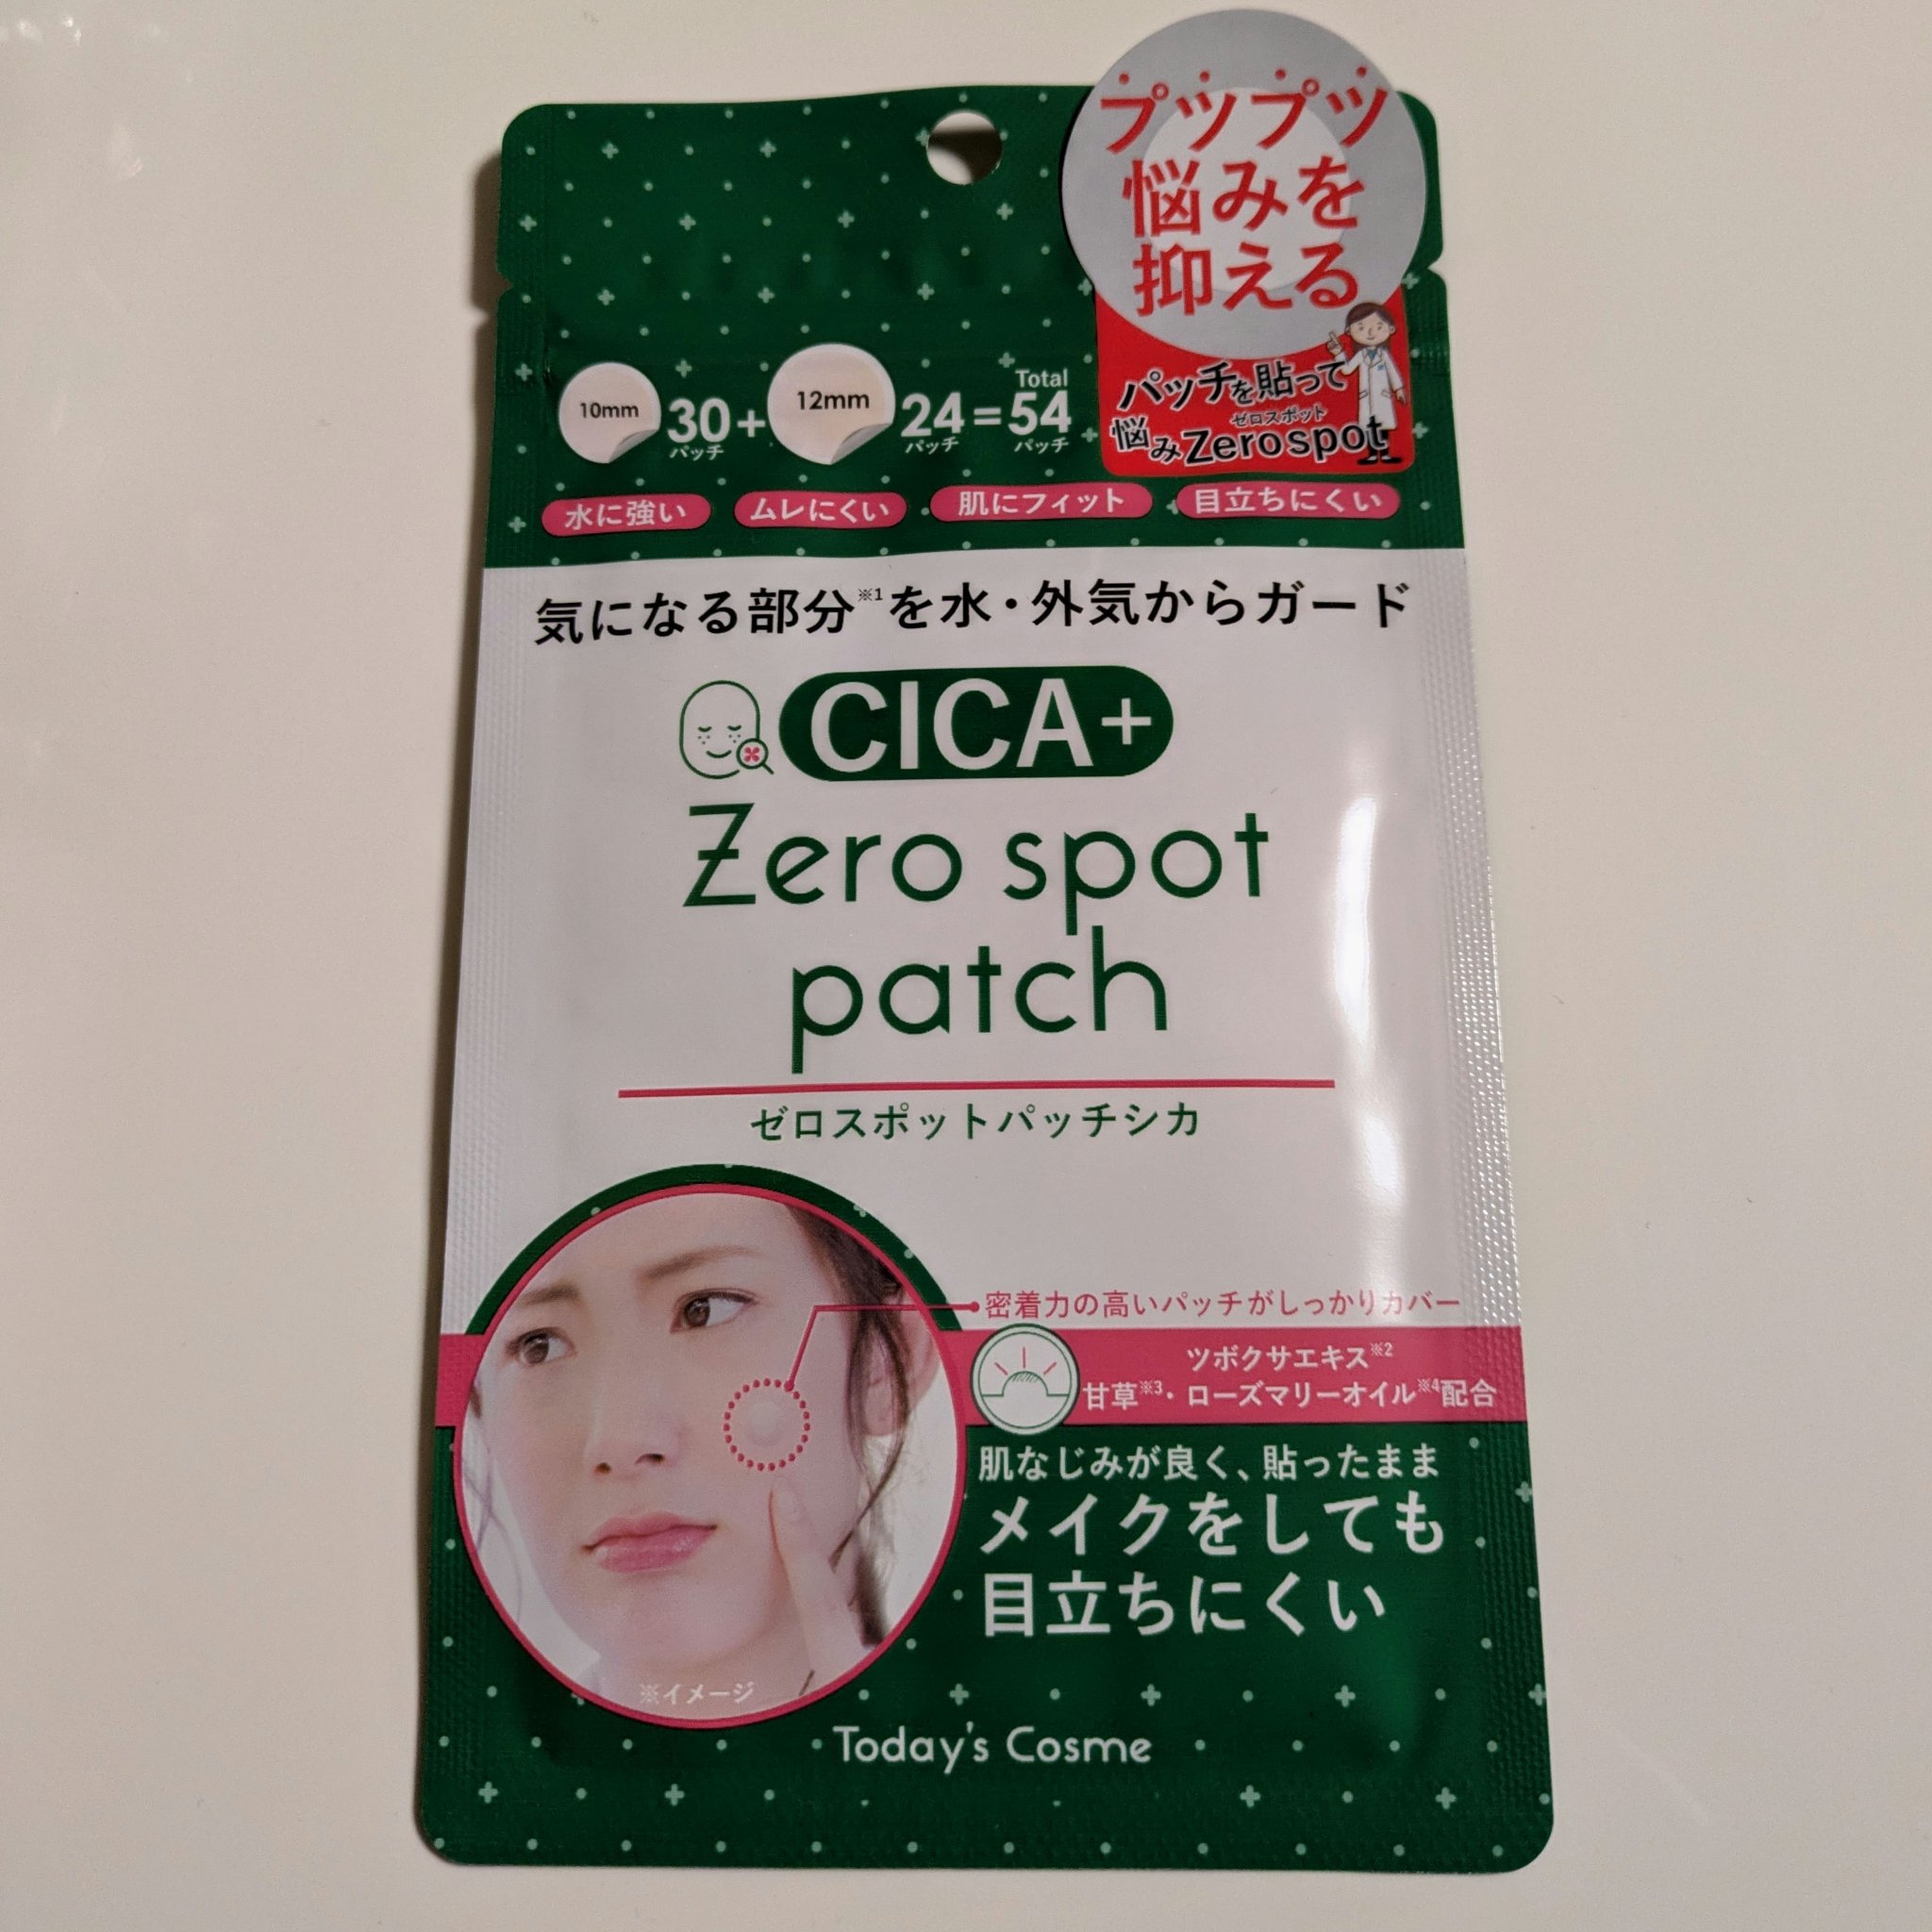 プツプツ
悩みを
抑える
パッチを貼って
ゼロスポット
悩みZerospot
10mm 30+ 12mm 24=54
Total
パッチ パッチ パッチ
水に強い ムレにくい 肌にフィット 目立ちにくい
気になる部分※1を水・外気からガード
CICA+
Zero spot
patch
ゼロスポットパッチシカ
密着力の高いパッチがしっかりカバー
ツボクサエキス※2
甘草※3・ローズマリーオイル※4配合
肌なじみが良く、貼ったまま
メイクをしても
目立ちにくい
※イメージ
Today's Cosme